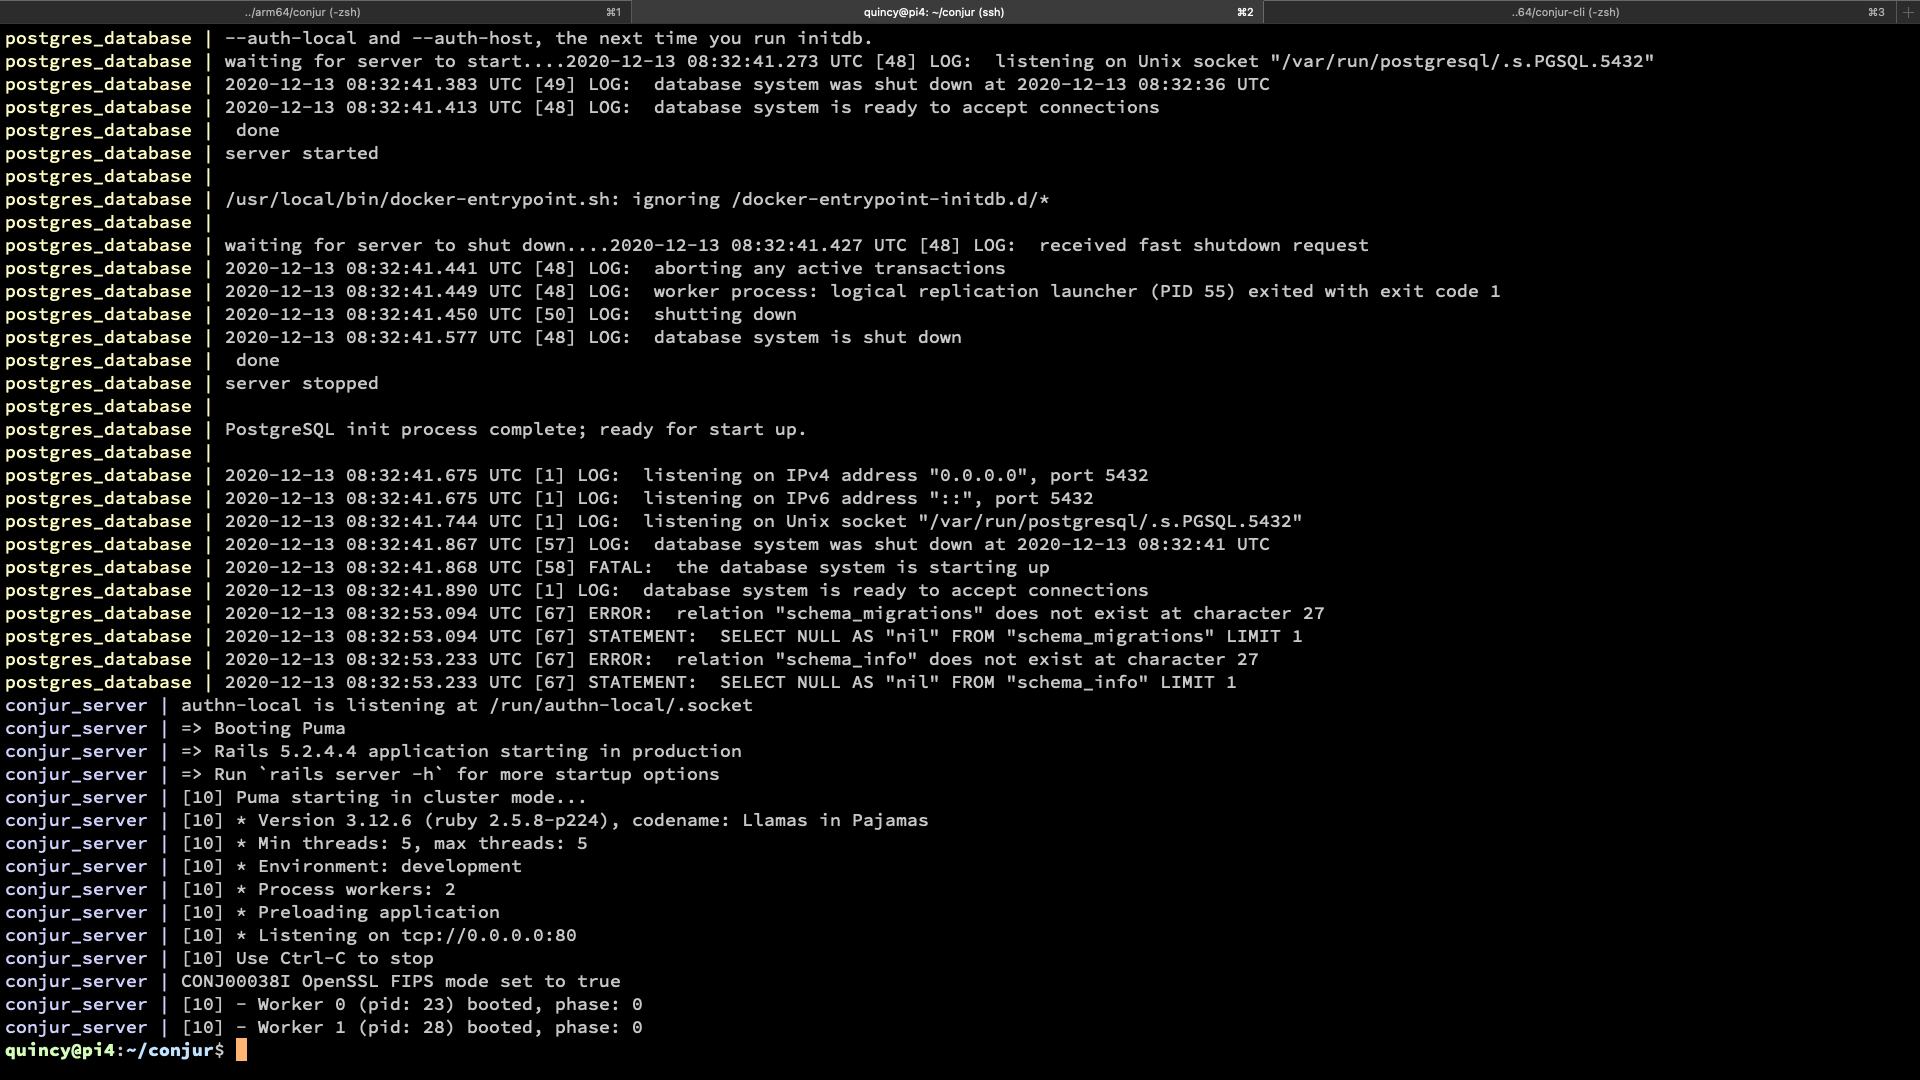 ../arm64/conjur (-zsh) ⌘1 quincy@pi4: ~/conjur (ssh) ⌘2 ..64/conjur-cli (-zsh) ⌘3 +
postgres_database | --auth-local and --auth-host, the next time you run initdb.
postgres_database | waiting for server to start....2020-12-13 08:32:41.273 UTC [48] LOG:  listening on Unix socket "/var/run/postgresql/.s.PGSQL.5432"
postgres_database | 2020-12-13 08:32:41.383 UTC [49] LOG:  database system was shut down at 2020-12-13 08:32:36 UTC
postgres_database | 2020-12-13 08:32:41.413 UTC [48] LOG:  database system is ready to accept connections
postgres_database |  done
postgres_database | server started
postgres_database |
postgres_database | /usr/local/bin/docker-entrypoint.sh: ignoring /docker-entrypoint-initdb.d/*
postgres_database |
postgres_database | waiting for server to shut down....2020-12-13 08:32:41.427 UTC [48] LOG:  received fast shutdown request
postgres_database | 2020-12-13 08:32:41.441 UTC [48] LOG:  aborting any active transactions
postgres_database | 2020-12-13 08:32:41.449 UTC [48] LOG:  worker process: logical replication launcher (PID 55) exited with exit code 1
postgres_database | 2020-12-13 08:32:41.450 UTC [50] LOG:  shutting down
postgres_database | 2020-12-13 08:32:41.577 UTC [48] LOG:  database system is shut down
postgres_database |  done
postgres_database | server stopped
postgres_database |
postgres_database | PostgreSQL init process complete; ready for start up.
postgres_database |
postgres_database | 2020-12-13 08:32:41.675 UTC [1] LOG:  listening on IPv4 address "0.0.0.0", port 5432
postgres_database | 2020-12-13 08:32:41.675 UTC [1] LOG:  listening on IPv6 address "::", port 5432
postgres_database | 2020-12-13 08:32:41.744 UTC [1] LOG:  listening on Unix socket "/var/run/postgresql/.s.PGSQL.5432"
postgres_database | 2020-12-13 08:32:41.867 UTC [57] LOG:  database system was shut down at 2020-12-13 08:32:41 UTC
postgres_database | 2020-12-13 08:32:41.868 UTC [58] FATAL:  the database system is starting up
postgres_database | 2020-12-13 08:32:41.890 UTC [1] LOG:  database system is ready to accept connections
postgres_database | 2020-12-13 08:32:53.094 UTC [67] ERROR:  relation "schema_migrations" does not exist at character 27
postgres_database | 2020-12-13 08:32:53.094 UTC [67] STATEMENT:  SELECT NULL AS "nil" FROM "schema_migrations" LIMIT 1
postgres_database | 2020-12-13 08:32:53.233 UTC [67] ERROR:  relation "schema_info" does not exist at character 27
postgres_database | 2020-12-13 08:32:53.233 UTC [67] STATEMENT:  SELECT NULL AS "nil" FROM "schema_info" LIMIT 1
conjur_server | authn-local is listening at /run/authn-local/.socket
conjur_server | => Booting Puma
conjur_server | => Rails 5.2.4.4 application starting in production
conjur_server | => Run `rails server -h` for more startup options
conjur_server | [10] Puma starting in cluster mode...
conjur_server | [10] * Version 3.12.6 (ruby 2.5.8-p224), codename: Llamas in Pajamas
conjur_server | [10] * Min threads: 5, max threads: 5
conjur_server | [10] * Environment: development
conjur_server | [10] * Process workers: 2
conjur_server | [10] * Preloading application
conjur_server | [10] * Listening on tcp://0.0.0.0:80
conjur_server | [10] Use Ctrl-C to stop
conjur_server | CONJ00038I OpenSSL FIPS mode set to true
conjur_server | [10] - Worker 0 (pid: 23) booted, phase: 0
conjur_server | [10] - Worker 1 (pid: 28) booted, phase: 0
quincy@pi4:~/conjur$